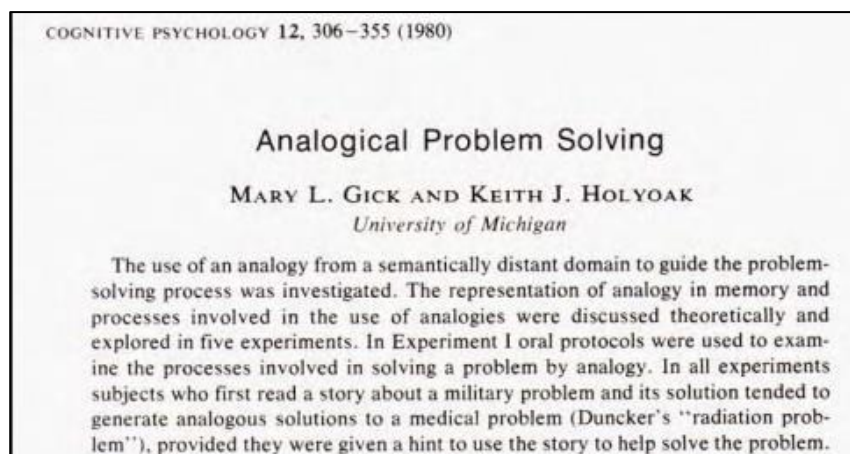 COGNITIVE PSYCHOLOGY 12, 306–355 (1980)
Analogical Problem Solving
MARY L. GICK AND KEITH J. HOLYOAK
University of Michigan
The use of an analogy from a semantically distant domain to guide the problem-
solving process was investigated. The representation of analogy in memory and
processes involved in the use of analogies were discussed theoretically and
explored in five experiments. In Experiment I oral protocols were used to exam-
ine the processes involved in solving a problem by analogy. In all experiments
subjects who first read a story about a military problem and its solution tended to
generate analogous solutions to a medical problem (Duncker's "radiation prob-
lem"), provided they were given a hint to use the story to help solve the problem.